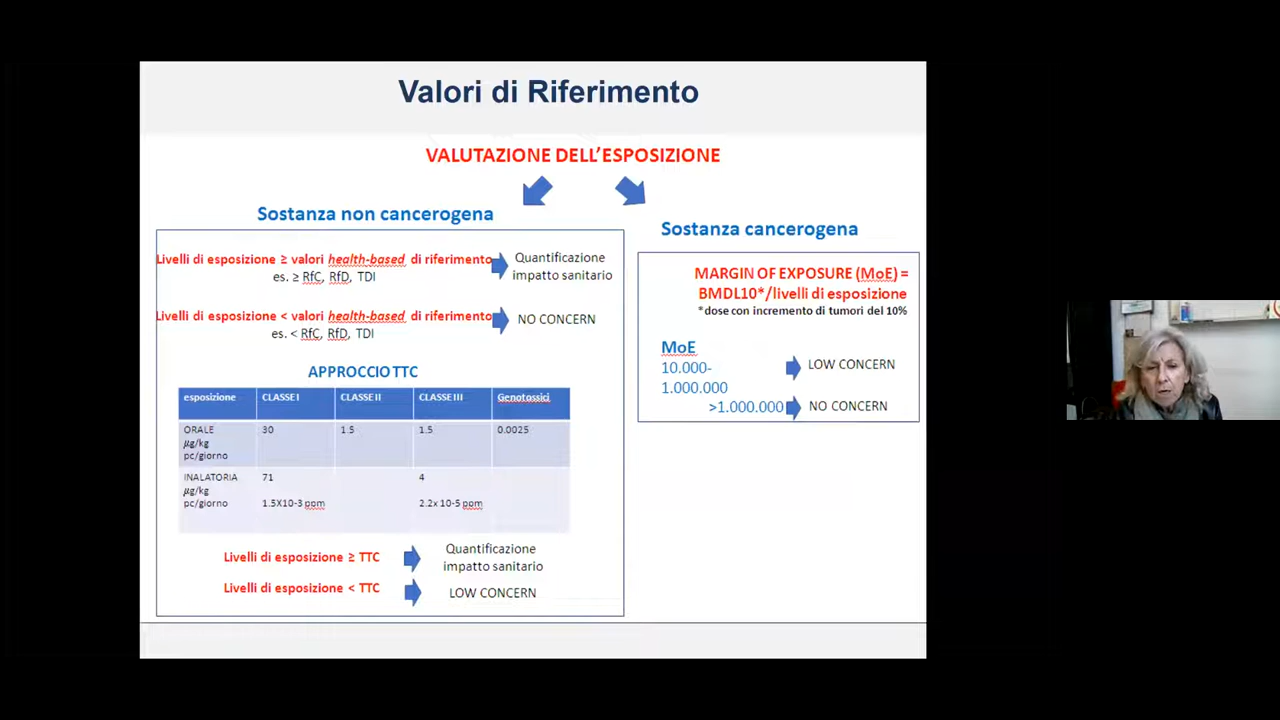 Valori di Riferimento
VALUTAZIONE DELL'ESPOSIZIONE
Sostanza non cancerogena
Livelli di esposizione ≥ valori health-based di riferimento
es. ≥ RfC, RfD, TDI
Quantificazione
impatto sanitario
Livelli di esposizione < valori health-based di riferimento
es. < RfC, RfD, TDI
NO CONCERN
APPROCCIO TTC
esposizione CLASSE I CLASSE II CLASSE III Genotossici
ORALE 30 1.5 1.5 0.0025
µg/kg
pc/giorno
INALATORIA 71 4
µg/kg
pc/giorno 1.5X10-3 ppm 2.2x 10-5 ppm
Livelli di esposizione ≥ TTC
Quantificazione
impatto sanitario
Livelli di esposizione < TTC
LOW CONCERN
Sostanza cancerogena
MARGIN OF EXPOSURE (MoE) =
BMDL10*/livelli di esposizione
*dose con incremento di tumori del 10%
MoE
10.000-
1.000.000
LOW CONCERN
>1.000.000
NO CONCERN